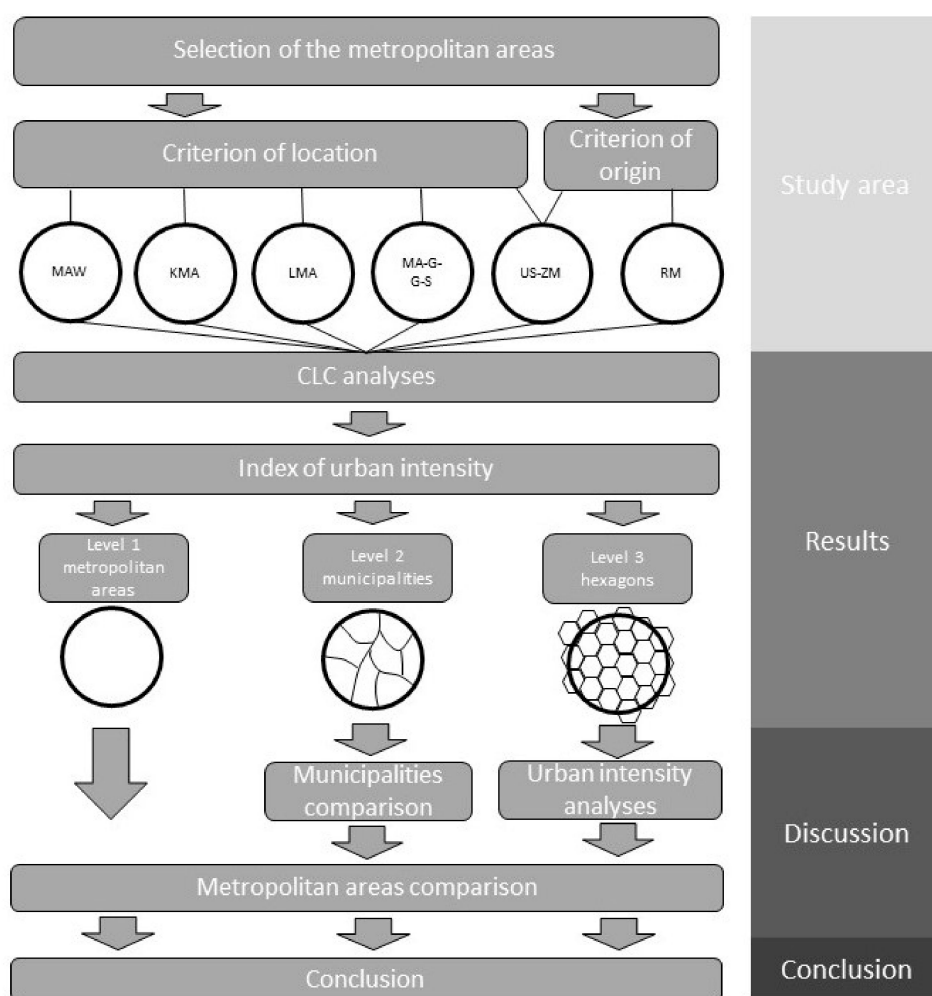 Selection of the metropolitan areas
Criterion of location
Criterion of
origin
Study area
MAW
KMA
LMA
MA-G-
G-S
US-ZM
RM
CLC analyses
Index of urban intensity
Level 1
metropolitan
areas
Level 2
municipalities
Level 3
hexagons
Results
Municipalities
comparison
Urban intensity
analyses
Discussion
Metropolitan areas comparison
Conclusion
Conclusion